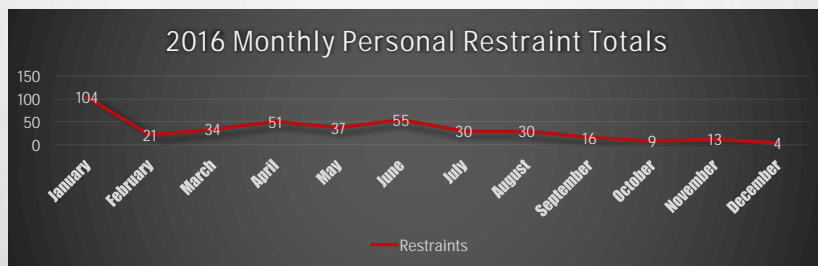 2016 Monthly Personal Restraint Totals
150
100
50
0
104
21
34
51
37
55
30
30
16
9
13
4
January
February
March
April
May
June
July
August
September
October
November
December
Restraints